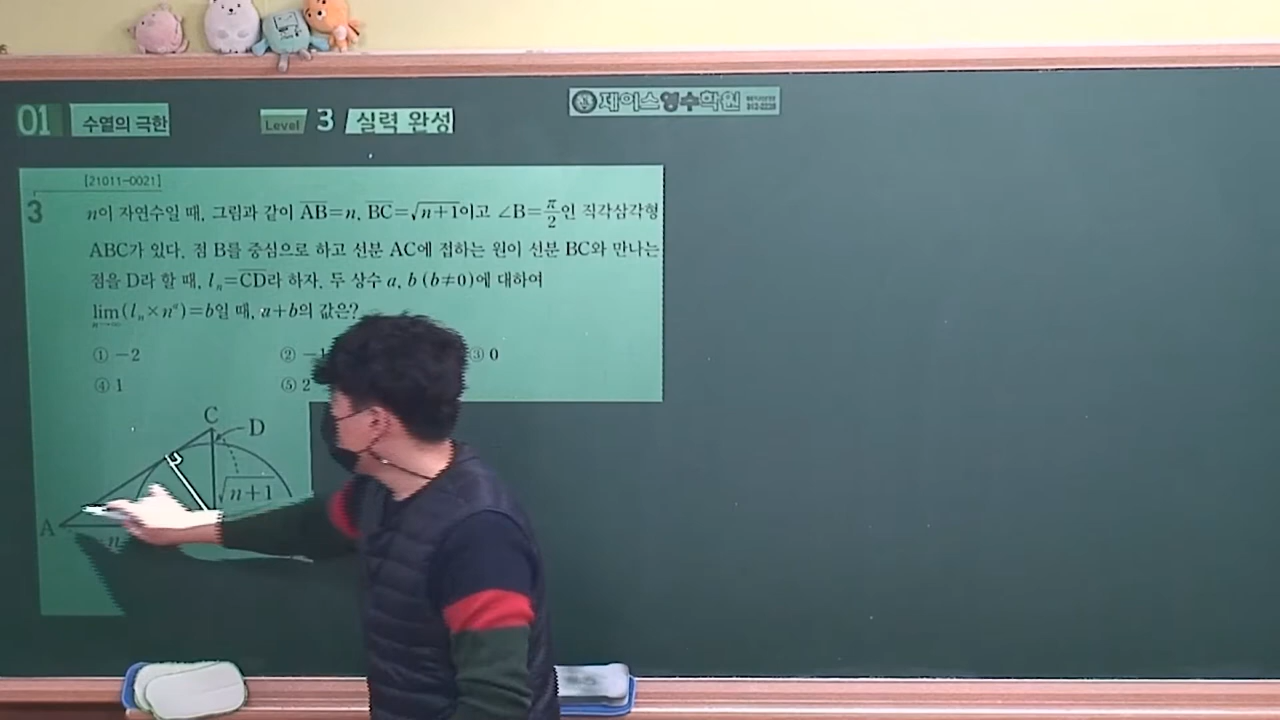 01 수열의 극한 Level 3 실력 완성
제이스영수학원
[21011-0021]
3 n이 자연수일 때, 그림과 같이 AB=n, BC=√n+1이고 ∠B=π/2인 직각삼각형
ABC가 있다. 점 B를 중심으로 하고 선분 AC에 접하는 원이 선분 BC와 만나는
점을 D라 할 때, lₙ=CD라 하자. 두 상수 a, b (b≠0)에 대하여
lim(lₙ×nᵃ)=b일 때, a+b의 값은?
① -2 ② -1 ③ 0
④ 1 ⑤ 2
C
D
√n+1
A
n